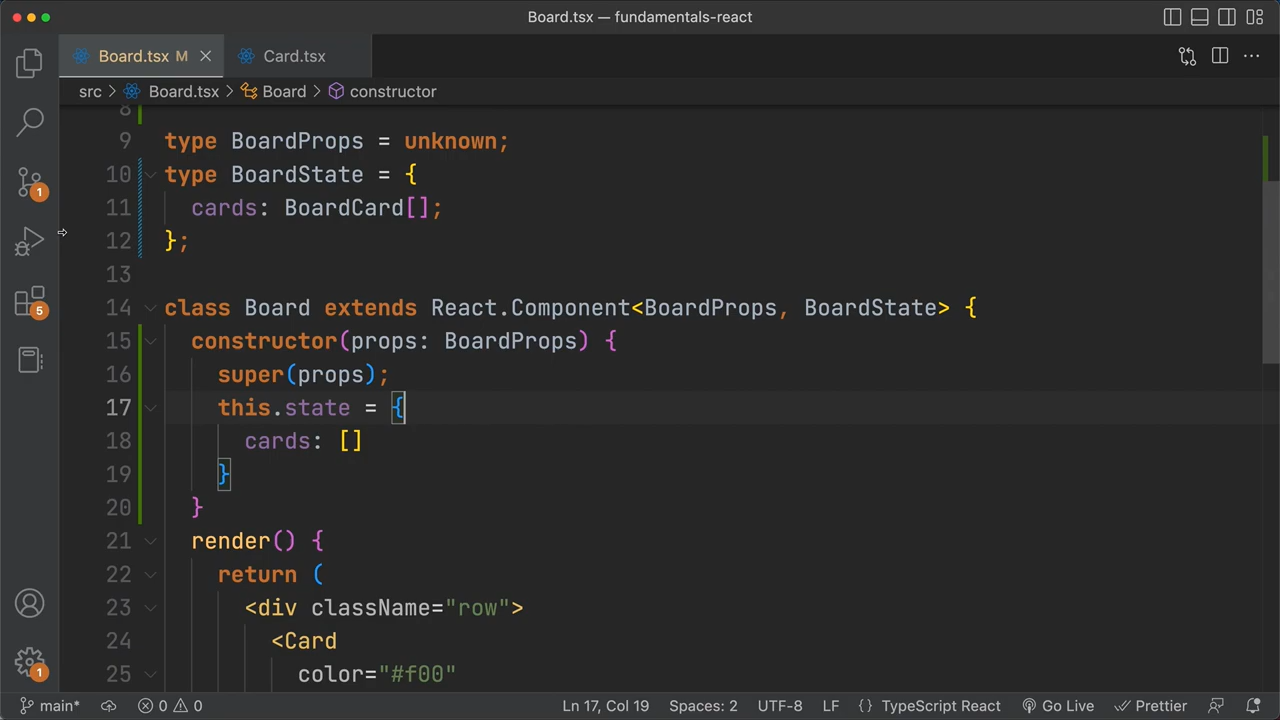 Board.tsx — fundamentals-react
Board.tsx M
Card.tsx
src > Board.tsx > Board > constructor
8
9 type BoardProps = unknown;
10 type BoardState = {
11 cards: BoardCard[];
12 };
13
14 class Board extends React.Component<BoardProps, BoardState> {
15 constructor(props: BoardProps) {
16 super(props);
17 this.state = {
18 cards: []
19 }
20 }
21 render() {
22 return (
23 <div className="row">
24 <Card
25 color="#f00"
1
5
1
main* 0 0 Ln 17, Col 19 Spaces: 2 UTF-8 LF {} TypeScript React Go Live Prettier